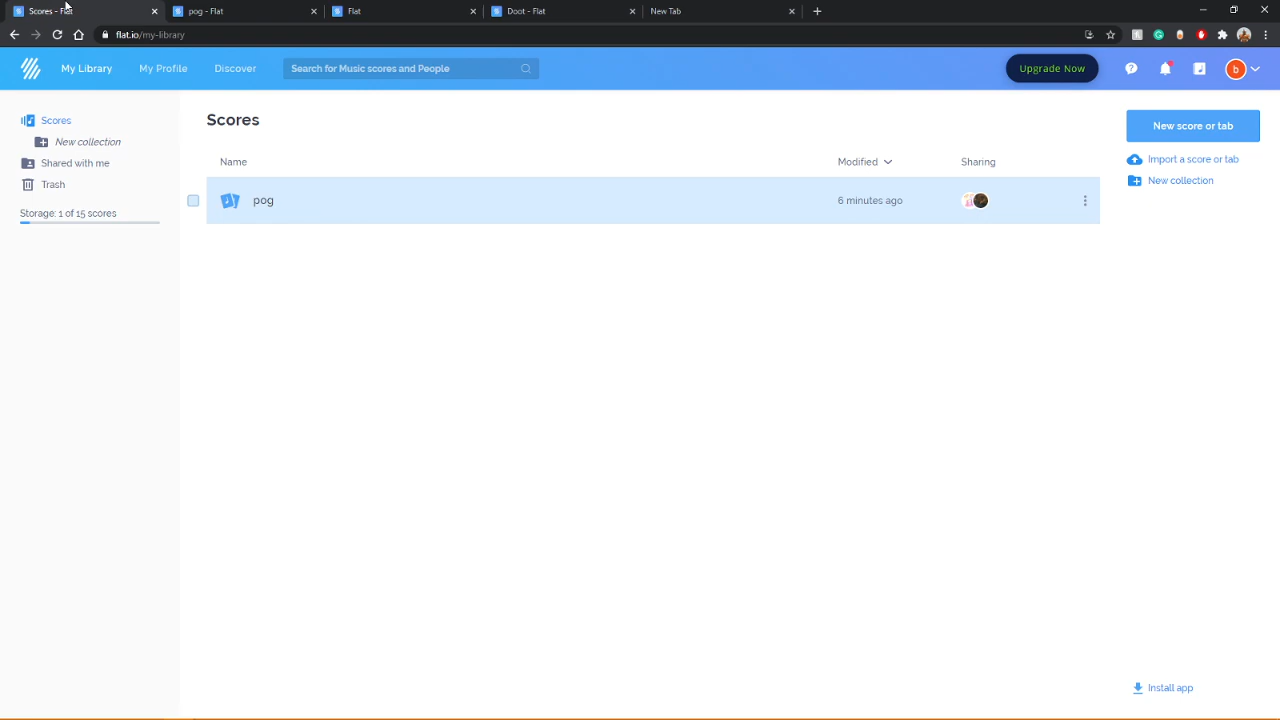 Scores - Flat
pog - Flat
Flat
Doot - Flat
New Tab
flat.io/my-library
My Library
My Profile
Discover
Search for Music scores and People
Upgrade Now
b
Scores
New collection
Shared with me
Trash
Storage: 1 of 15 scores
Scores
Name
Modified
Sharing
pog
6 minutes ago
New score or tab
Import a score or tab
New collection
Install app